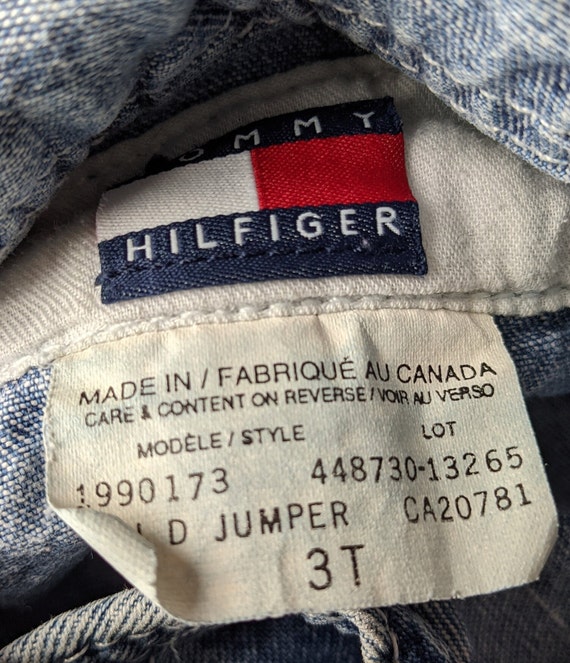 OMMY
HILFIGER
MADE IN / FABRIQUÉ AU CANADA
CARE & CONTENT ON REVERSE / VOIR AU VERSO
MODÈLE / STYLE LOT
1990173 448730-13265
LD JUMPER CA20781
3T